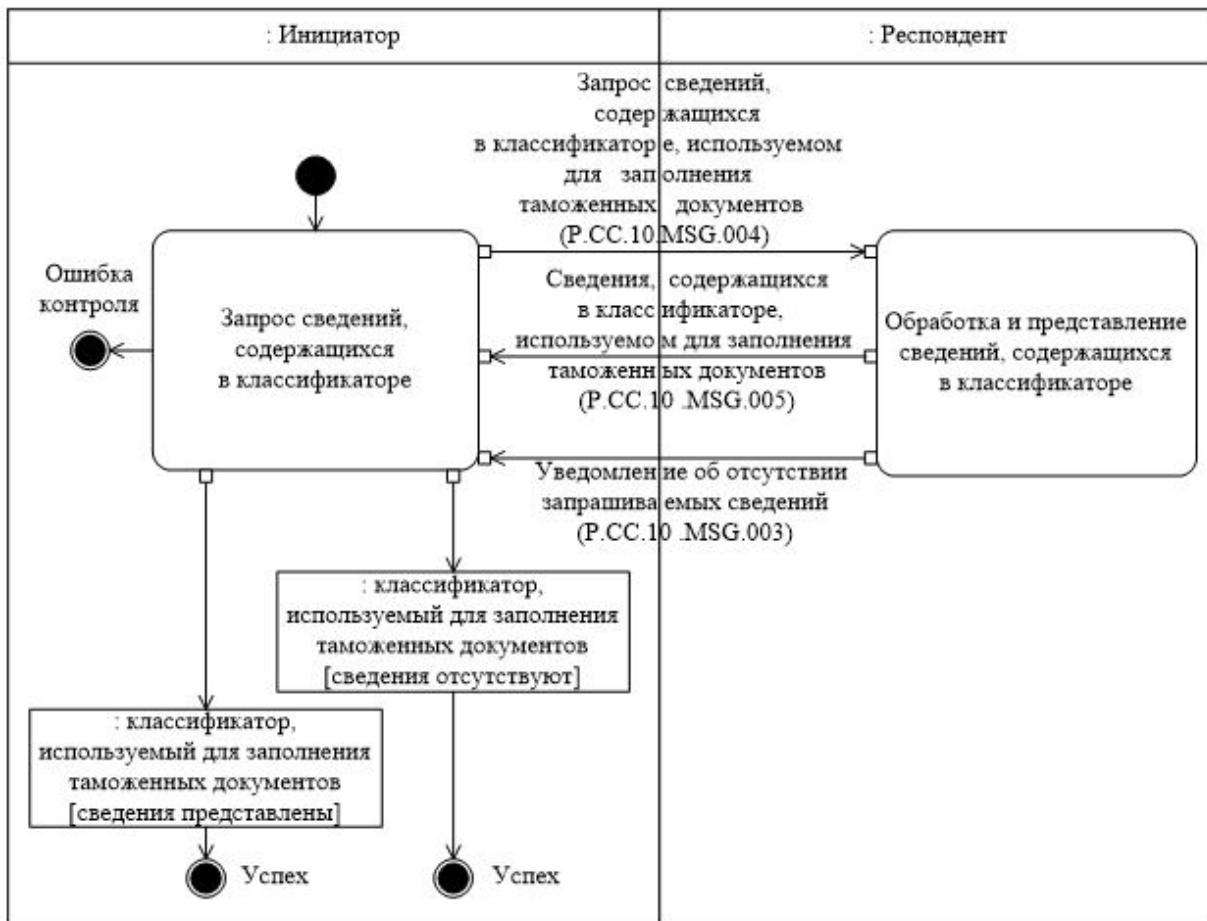 : Инициатор
: Респондент
Запрос сведений,
содержащихся
в классификаторе, используемом
для заполнения
таможенных документов
(P.CC.10.MSG.004)
Ошибка
контроля
Запрос сведений,
содержащихся
в классификаторе
Сведения, содержащихся
в классификаторе,
используемом для заполнения
таможенных документов
(P.CC.10 .MSG.005)
Обработка и представление
сведений, содержащихся
в классификаторе
Уведомление об отсутствии
запрашиваемых сведений
(P.CC.10 .MSG.003)
: классификатор,
используемый для заполнения
таможенных документов
[сведения отсутствуют]
: классификатор,
используемый для заполнения
таможенных документов
[сведения представлены]
Успех
Успех